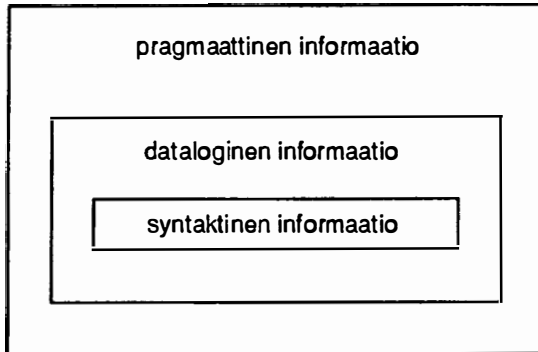 pragmaattinen informaatio
dataloginen informaatio
syntaktinen informaatio